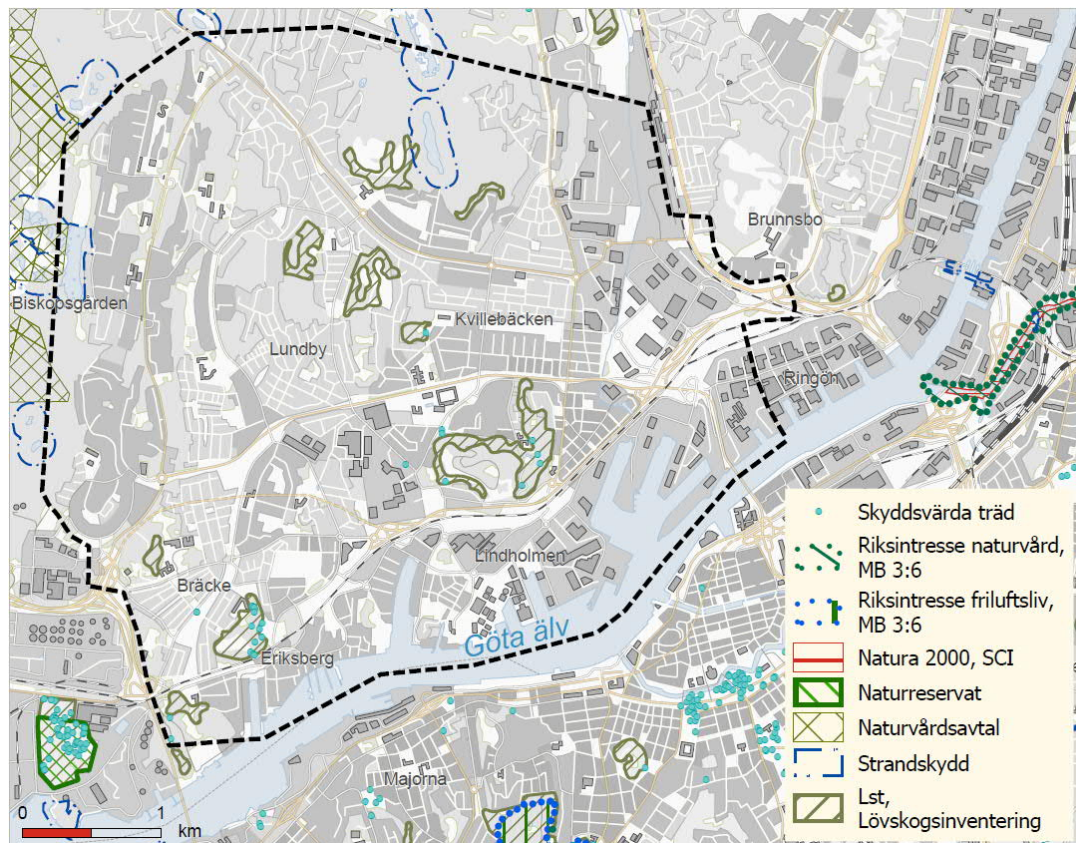 Brunnsbo
Biskopsgården
Kvillebäcken
Lundby
Ringön
Lindholmen
Bräcke
Göta älv
Eriksberg
Majorna
0 1
km
Skyddsvärda träd
Riksintresse naturvård,
MB 3:6
Riksintresse friluftsliv,
MB 3:6
Natura 2000, SCI
Naturreservat
Naturvårdsavtal
Strandskydd
Lst,
Lövskogsinventering